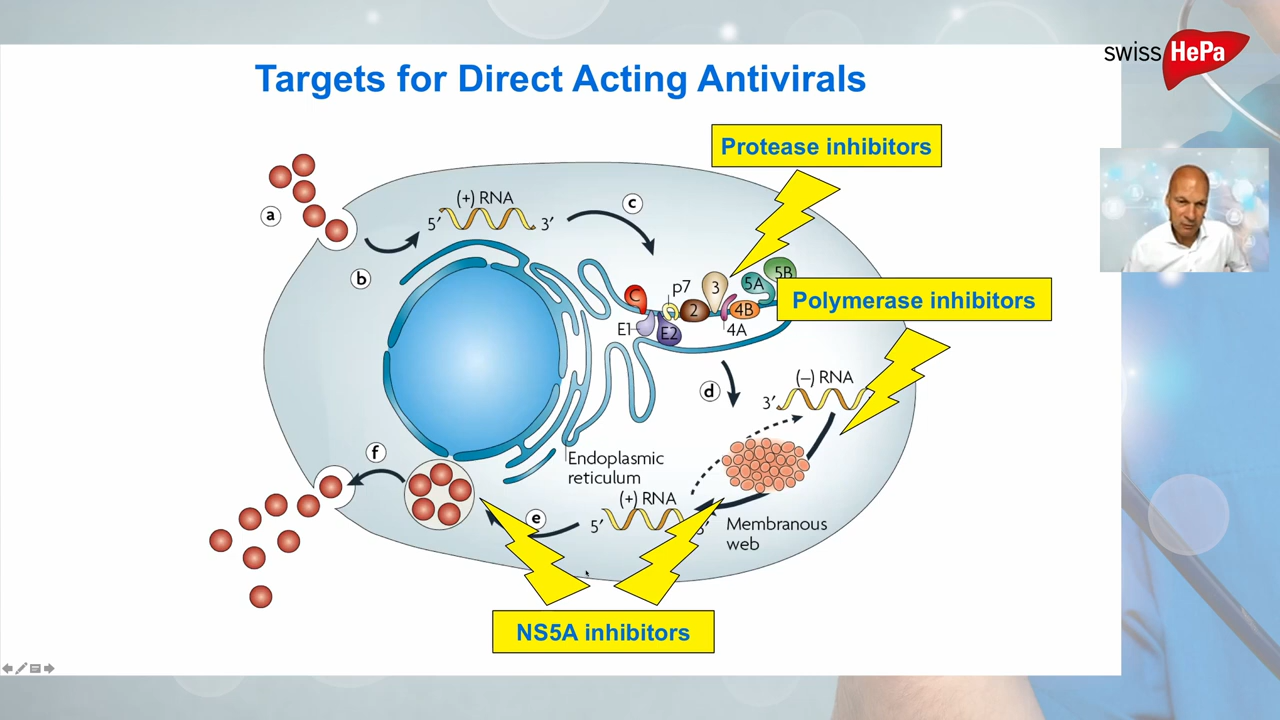 swiss HePa
Targets for Direct Acting Antivirals
Protease inhibitors
a
(+) RNA
5′
3′
c
b
C
p7
3
5A
5B
E1
E2
2
4B
4A
Polymerase inhibitors
d
(–) RNA
3′
f
Endoplasmic
reticulum
(+) RNA
e
5′
Membranous
web
NS5A inhibitors